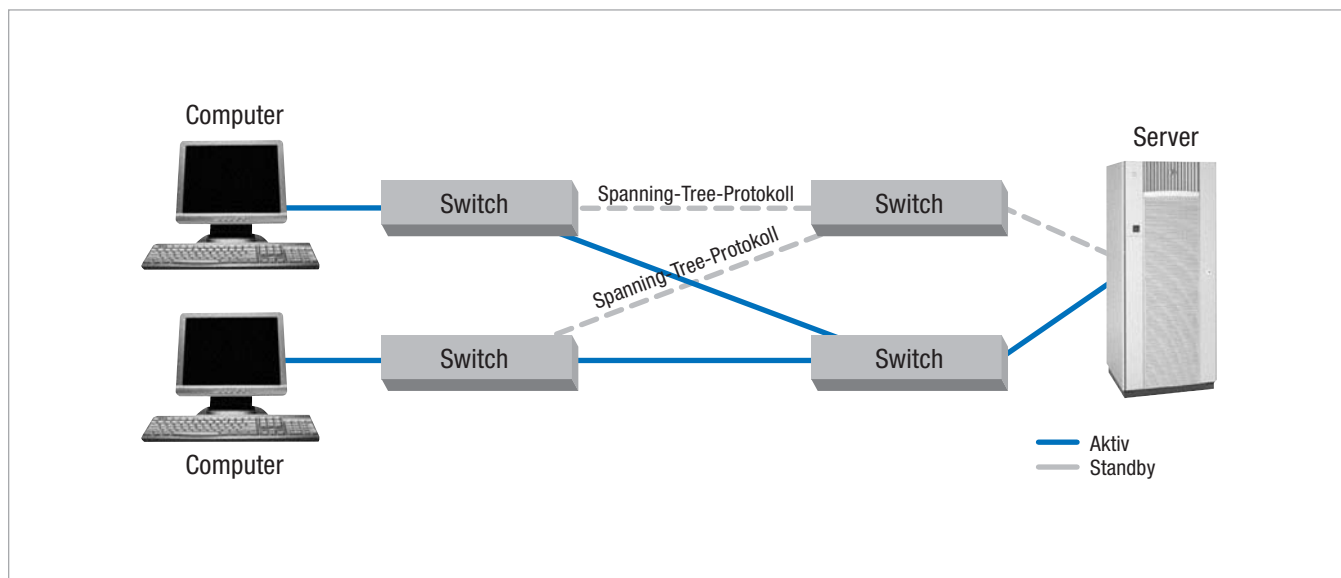 Computer
Server
Switch
Spanning-Tree-Protokoll
Switch
Spanning-Tree-Protokoll
Switch
Switch
Computer
Aktiv
Standby